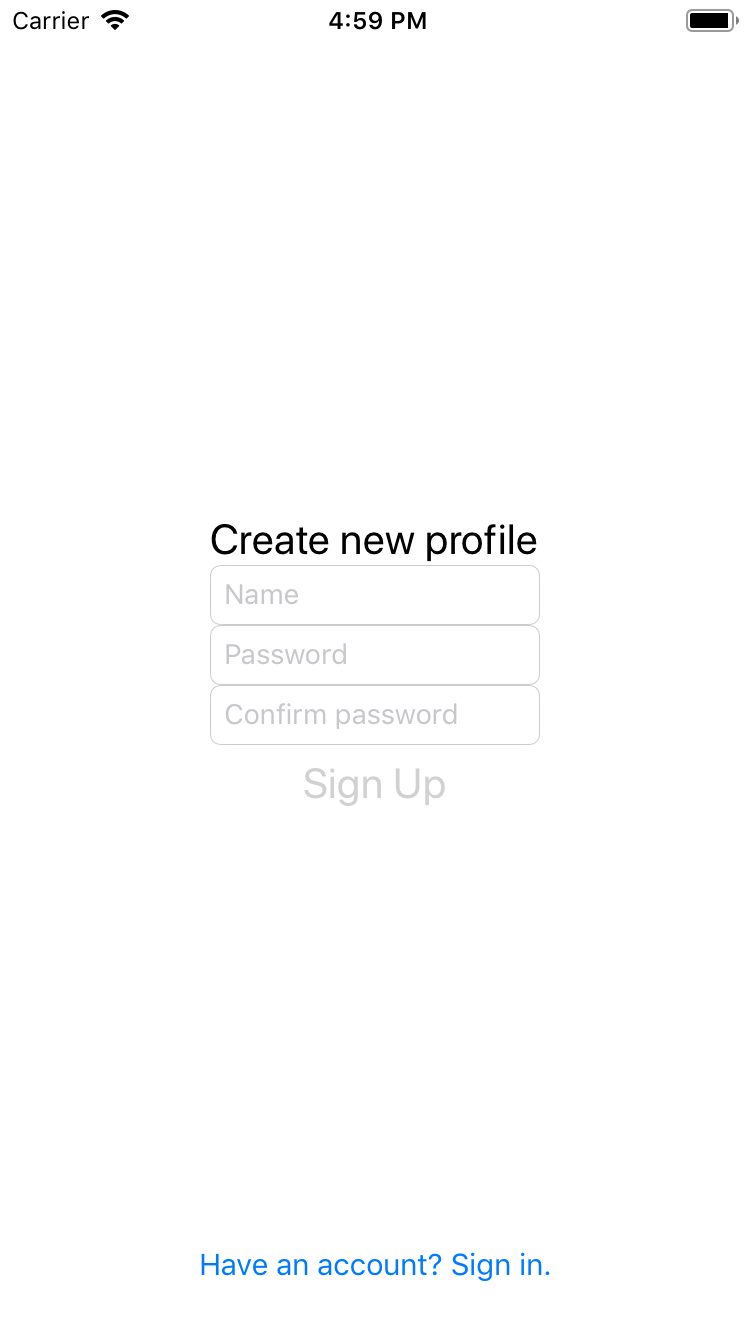 Carrier 4:59 PM
Create new profile
Name
Password
Confirm password
Sign Up
Have an account? Sign in.